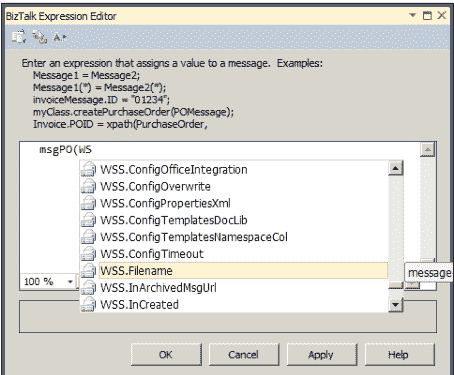 BizTalk Expression Editor
Enter an expression that assigns a value to a message. Examples:
Message1 = Message2;
Message1(*) = Message2(*);
invoiceMessage.ID = "01234";
myClass.createPurchaseOrder(POMessage);
Invoice.POID = xpath(PurchaseOrder,
msgPO(WS
WSS.ConfigOfficeIntegration
WSS.ConfigOverwrite
WSS.ConfigPropertiesXml
WSS.ConfigTemplatesDocLib
WSS.ConfigTemplatesNamespaceCol
WSS.ConfigTimeout
WSS.Filename
message
WSS.InArchivedMsgUrl
100 %
WSS.InCreated
OK Cancel Apply Help